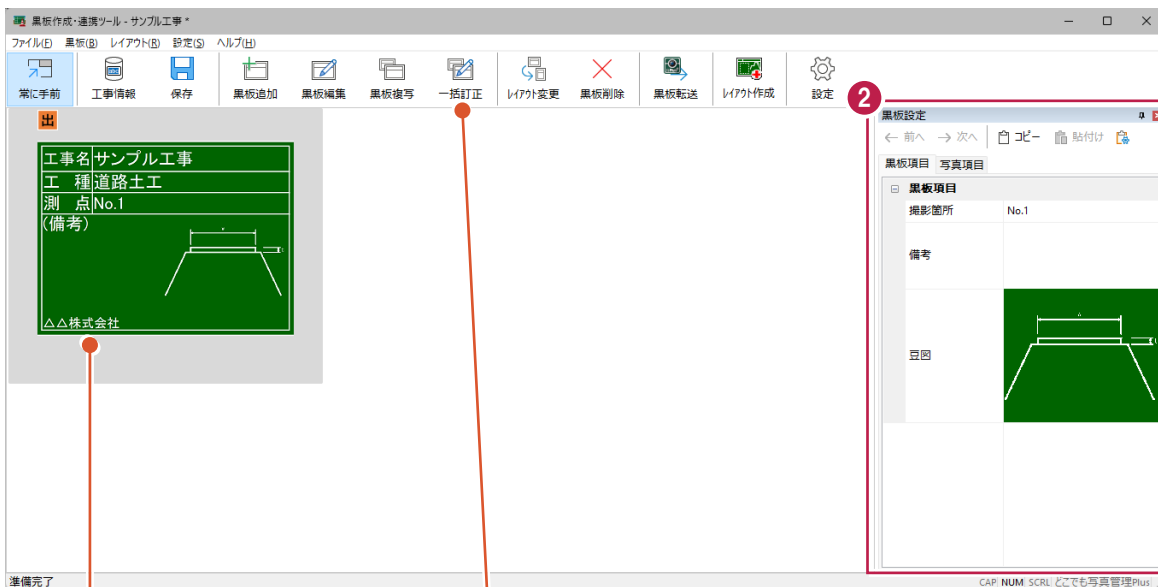 黒板作成・連携ツール - サンプル工事 *
ファイル(F) 黒板(B) レイアウト(R) 設定(S) ヘルプ(H)
常に手前 工事情報 保存 黒板追加 黒板編集 黒板複写 一括訂正 レイアウト変更 黒板削除 黒板転送 レイアウト作成 設定
2
出
工事名 サンプル工事
工 種 道路土工
測 点 No.1
(備考)
△△株式会社
黒板設定
前へ 次へ コピー 貼付け
黒板項目 写真項目
黒板項目
撮影箇所 No.1
備考
豆図
準備完了
CAP NUM SCRL どこでも写真管理Plus